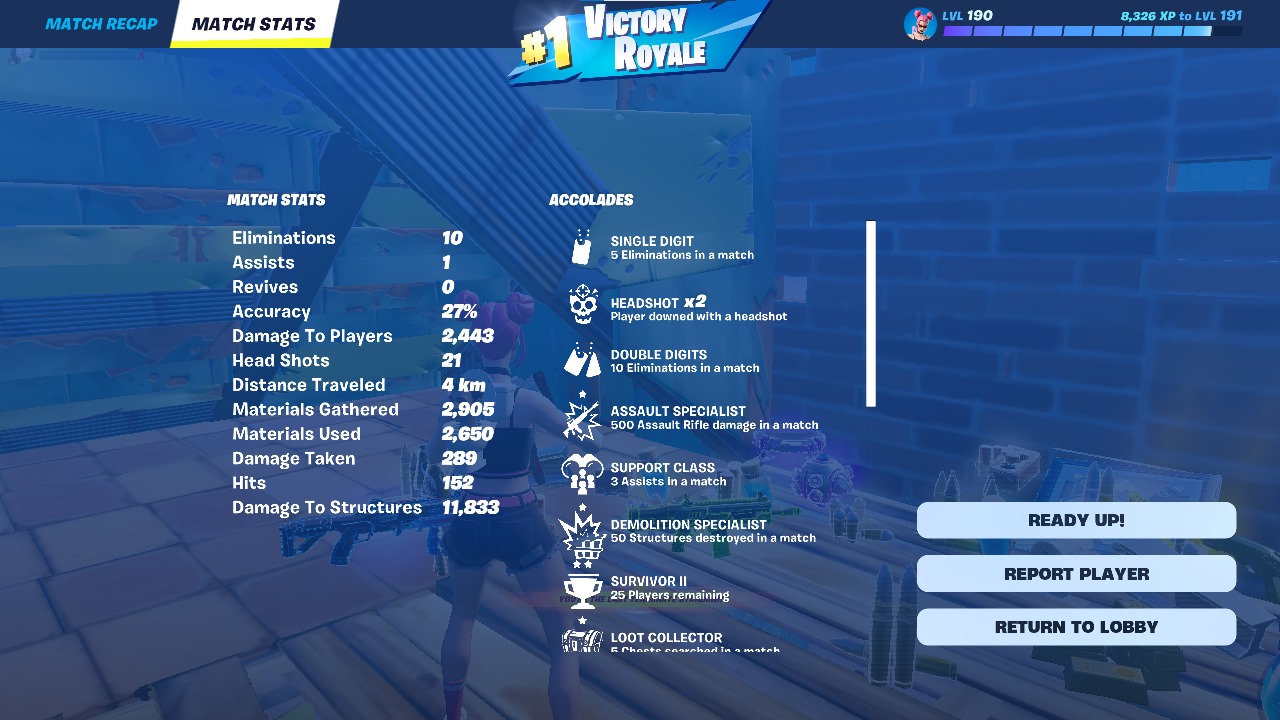 MATCH RECAP
MATCH STATS
#1 VICTORY
ROYALE
LVL 190
8,326 XP to LVL 191
MATCH STATS
Eliminations 10
Assists 1
Revives 0
Accuracy 27%
Damage To Players 2,443
Head Shots 21
Distance Traveled 4 km
Materials Gathered 2,905
Materials Used 2,650
Damage Taken 289
Hits 152
Damage To Structures 11,833
ACCOLADES
SINGLE DIGIT
5 Eliminations in a match
HEADSHOT x2
Player downed with a headshot
DOUBLE DIGITS
10 Eliminations in a match
ASSAULT SPECIALIST
500 Assault Rifle damage in a match
SUPPORT CLASS
3 Assists in a match
DEMOLITION SPECIALIST
50 Structures destroyed in a match
SURVIVOR II
25 Players remaining
LOOT COLLECTOR
5 Chests searched in a match
READY UP!
REPORT PLAYER
RETURN TO LOBBY